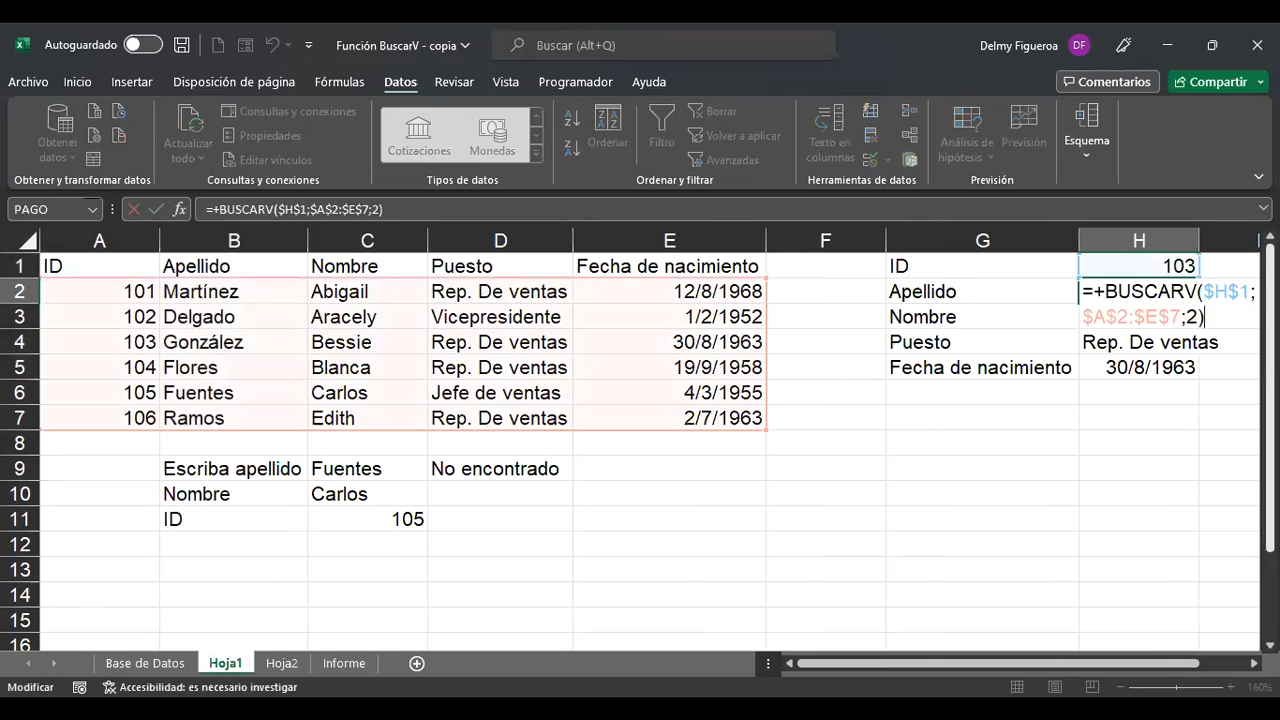 Autoguardado Función BuscarV - copia Buscar (Alt+Q) Delmy Figueroa DF
Archivo Inicio Insertar Disposición de página Fórmulas Datos Revisar Vista Programador Ayuda Comentarios Compartir
Obtener datos
Actualizar todo
Consultas y conexiones
Propiedades
Editar vínculos
Cotizaciones
Monedas
Ordenar
Filtro
Borrar
Volver a aplicar
Avanzadas
Texto en columnas
Análisis de hipótesis
Previsión
Esquema
Obtener y transformar datos Consultas y conexiones Tipos de datos Ordenar y filtrar Herramientas de datos Previsión
PAGO fx =+BUSCARV($H$1;$A$2:$E$7;2)
A B C D E F G H
1 ID Apellido Nombre Puesto Fecha de nacimiento ID 103
2 101 Martínez Abigail Rep. De ventas 12/8/1968 Apellido =+BUSCARV($H$1;
3 102 Delgado Aracely Vicepresidente 1/2/1952 Nombre $A$2:$E$7;2)
4 103 González Bessie Rep. De ventas 30/8/1963 Puesto Rep. De ventas
5 104 Flores Blanca Rep. De ventas 19/9/1958 Fecha de nacimiento 30/8/1963
6 105 Fuentes Carlos Jefe de ventas 4/3/1955
7 106 Ramos Edith Rep. De ventas 2/7/1963
8
9 Escriba apellido Fuentes No encontrado
10 Nombre Carlos
11 ID 105
12
13
14
15
16
Base de Datos Hoja1 Hoja2 Informe
Modificar Accesibilidad: es necesario investigar 160%